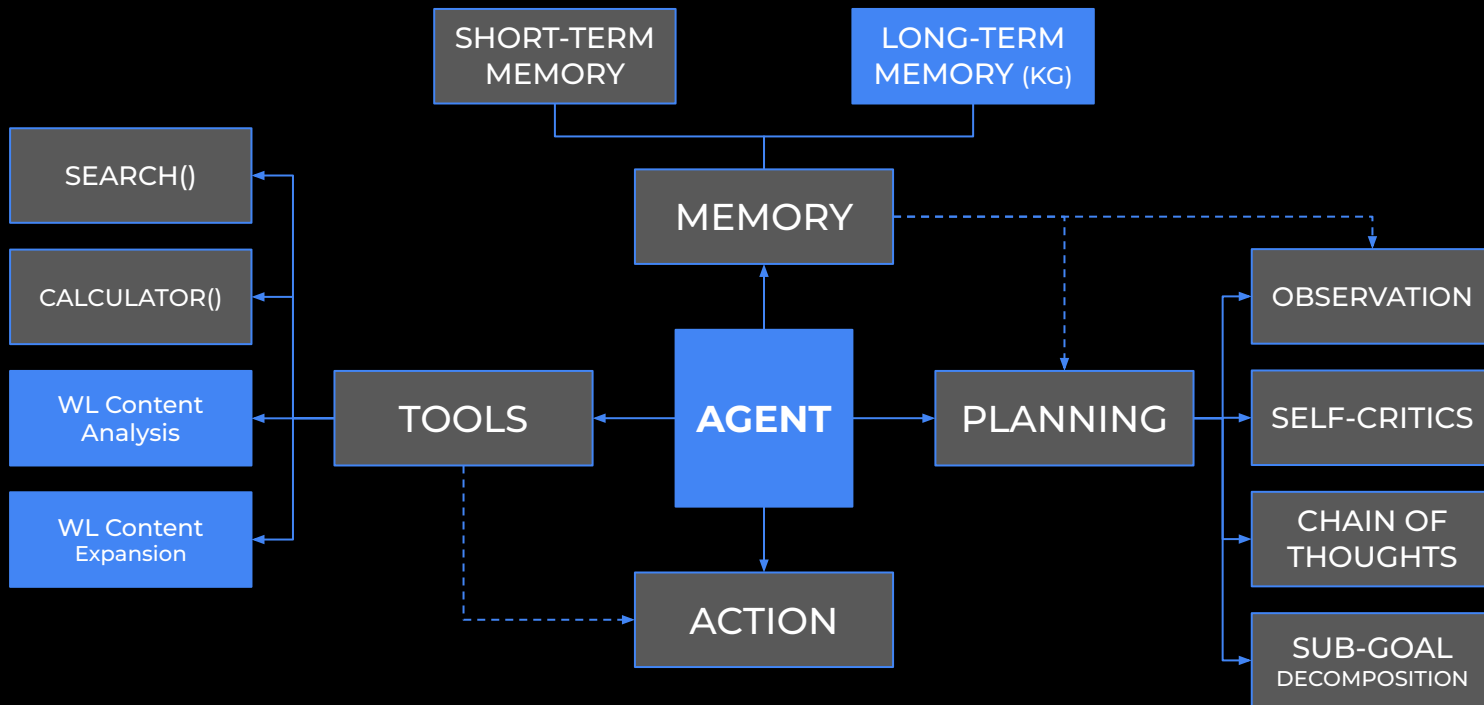 SHORT-TERM
MEMORY
LONG-TERM
MEMORY (KG)
SEARCH()
MEMORY
CALCULATOR()
OBSERVATION
WL Content
Analysis
TOOLS
AGENT
PLANNING
SELF-CRITICS
WL Content
Expansion
CHAIN OF
THOUGHTS
ACTION
SUB-GOAL
DECOMPOSITION